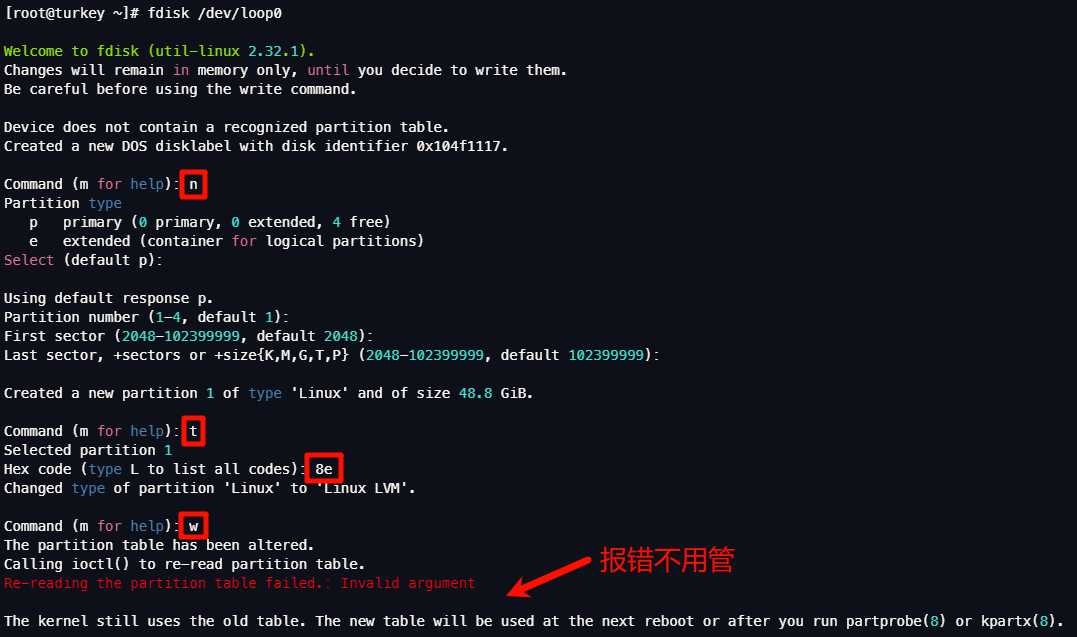 [root@turkey ~]# fdisk /dev/loop0
Welcome to fdisk (util-linux 2.32.1).
Changes will remain in memory only, until you decide to write them.
Be careful before using the write command.
Device does not contain a recognized partition table.
Created a new DOS disklabel with disk identifier 0x104f1117.
Command (m for help): n
Partition type
   p   primary (0 primary, 0 extended, 4 free)
   e   extended (container for logical partitions)
Select (default p):
Using default response p.
Partition number (1-4, default 1):
First sector (2048-102399999, default 2048):
Last sector, +sectors or +size{K,M,G,T,P} (2048-102399999, default 102399999):
Created a new partition 1 of type 'Linux' and of size 48.8 GiB.
Command (m for help): t
Selected partition 1
Hex code (type L to list all codes): 8e
Changed type of partition 'Linux' to 'Linux LVM'.
Command (m for help): w
The partition table has been altered.
Calling ioctl() to re-read partition table.
报错不用管
Re-reading the partition table failed.: Invalid argument
The kernel still uses the old table. The new table will be used at the next reboot or after you run partprobe(8) or kpartx(8).